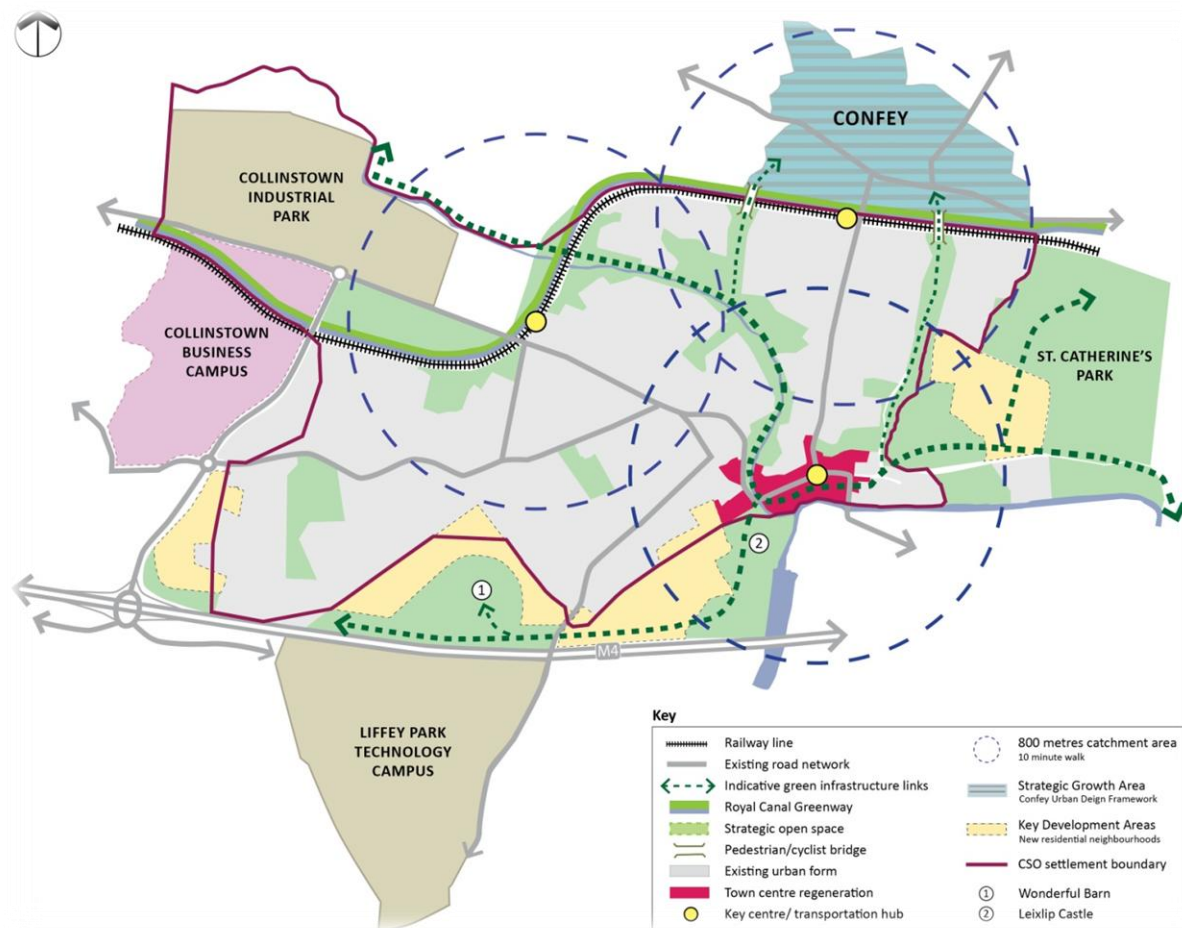 CONFEY
COLLINSTOWN
INDUSTRIAL
PARK
COLLINSTOWN
BUSINESS
CAMPUS
ST. CATHERINE'S
PARK
2
1
M4
LIFFEY PARK
TECHNOLOGY
CAMPUS
Key
Railway line
Existing road network
Indicative green infrastructure links
Royal Canal Greenway
Strategic open space
Pedestrian/cyclist bridge
Existing urban form
Town centre regeneration
Key centre/ transportation hub
800 metres catchment area
10 minute walk
Strategic Growth Area
Confey Urban Deign Framework
Key Development Areas
New residential neighbourhoods
CSO settlement boundary
1 Wonderful Barn
2 Leixlip Castle